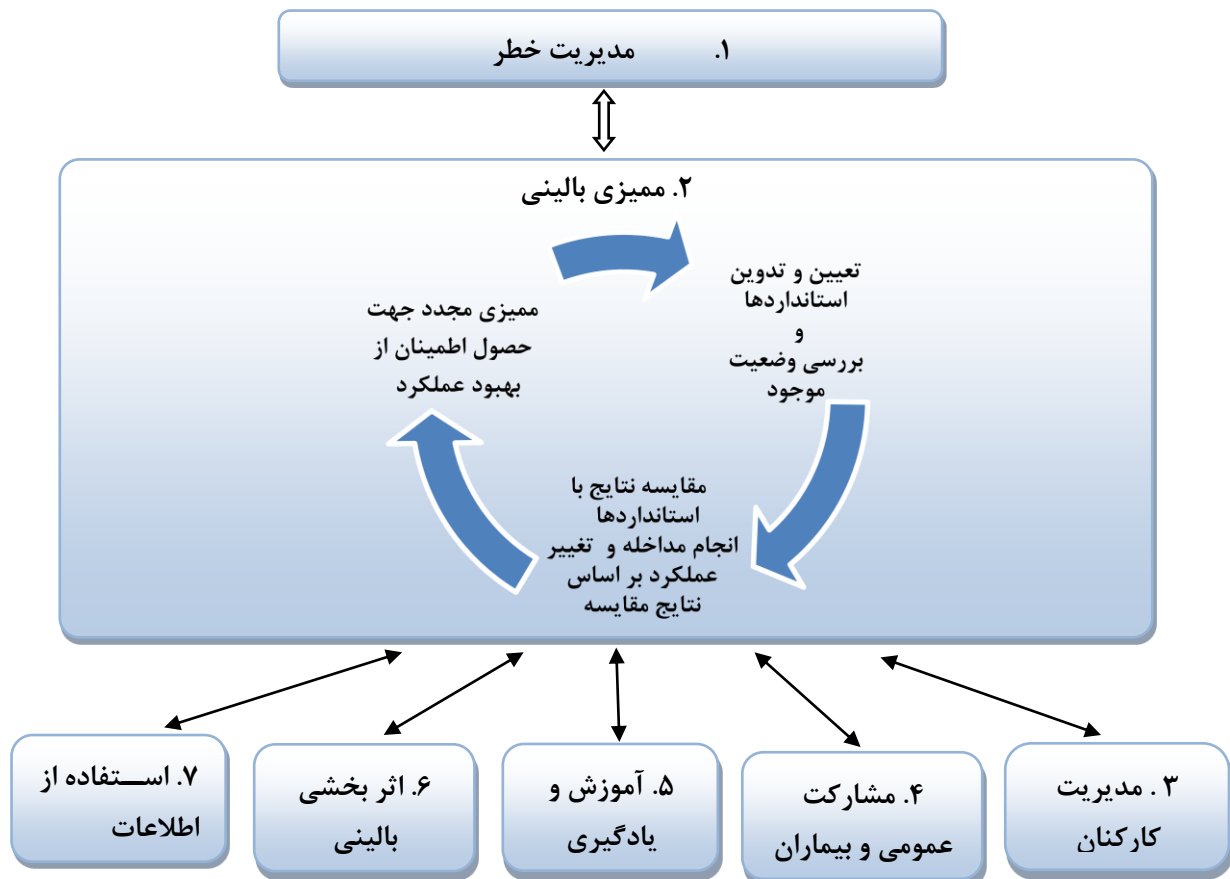 ۱. مدیریت خطر
۲. ممیزی بالینی
تعیین و تدوین
استانداردها
و
بررسی وضعیت
موجود
مقایسه نتایج با
استانداردها
انجام مداخله و تغییر
عملکرد بر اساس
نتایج مقایسه
ممیزی مجدد جهت
حصول اطمینان از
بهبود عملکرد
۳. مدیریت
کارکنان
۴. مشارکت
عمومی و بیماران
۵. آموزش و
یادگیری
۶. اثر بخشی
بالینی
۷. اســتفاده از
اطلاعات